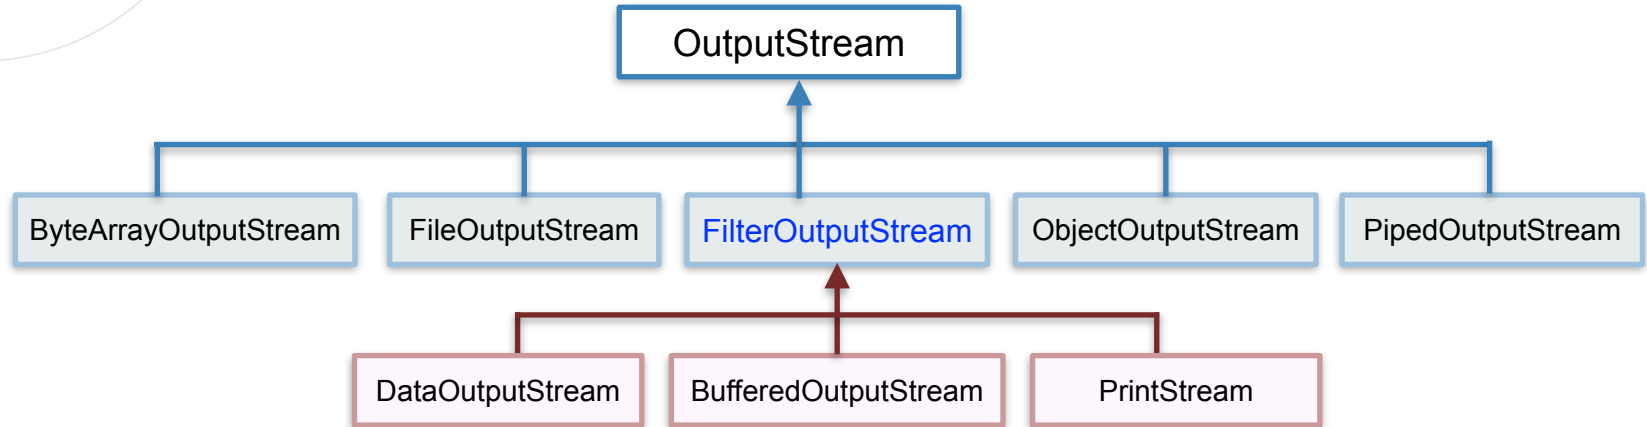 OutputStream
ByteArrayOutputStream
FileOutputStream
FilterOutputStream
ObjectOutputStream
PipedOutputStream
DataOutputStream
BufferedOutputStream
PrintStream